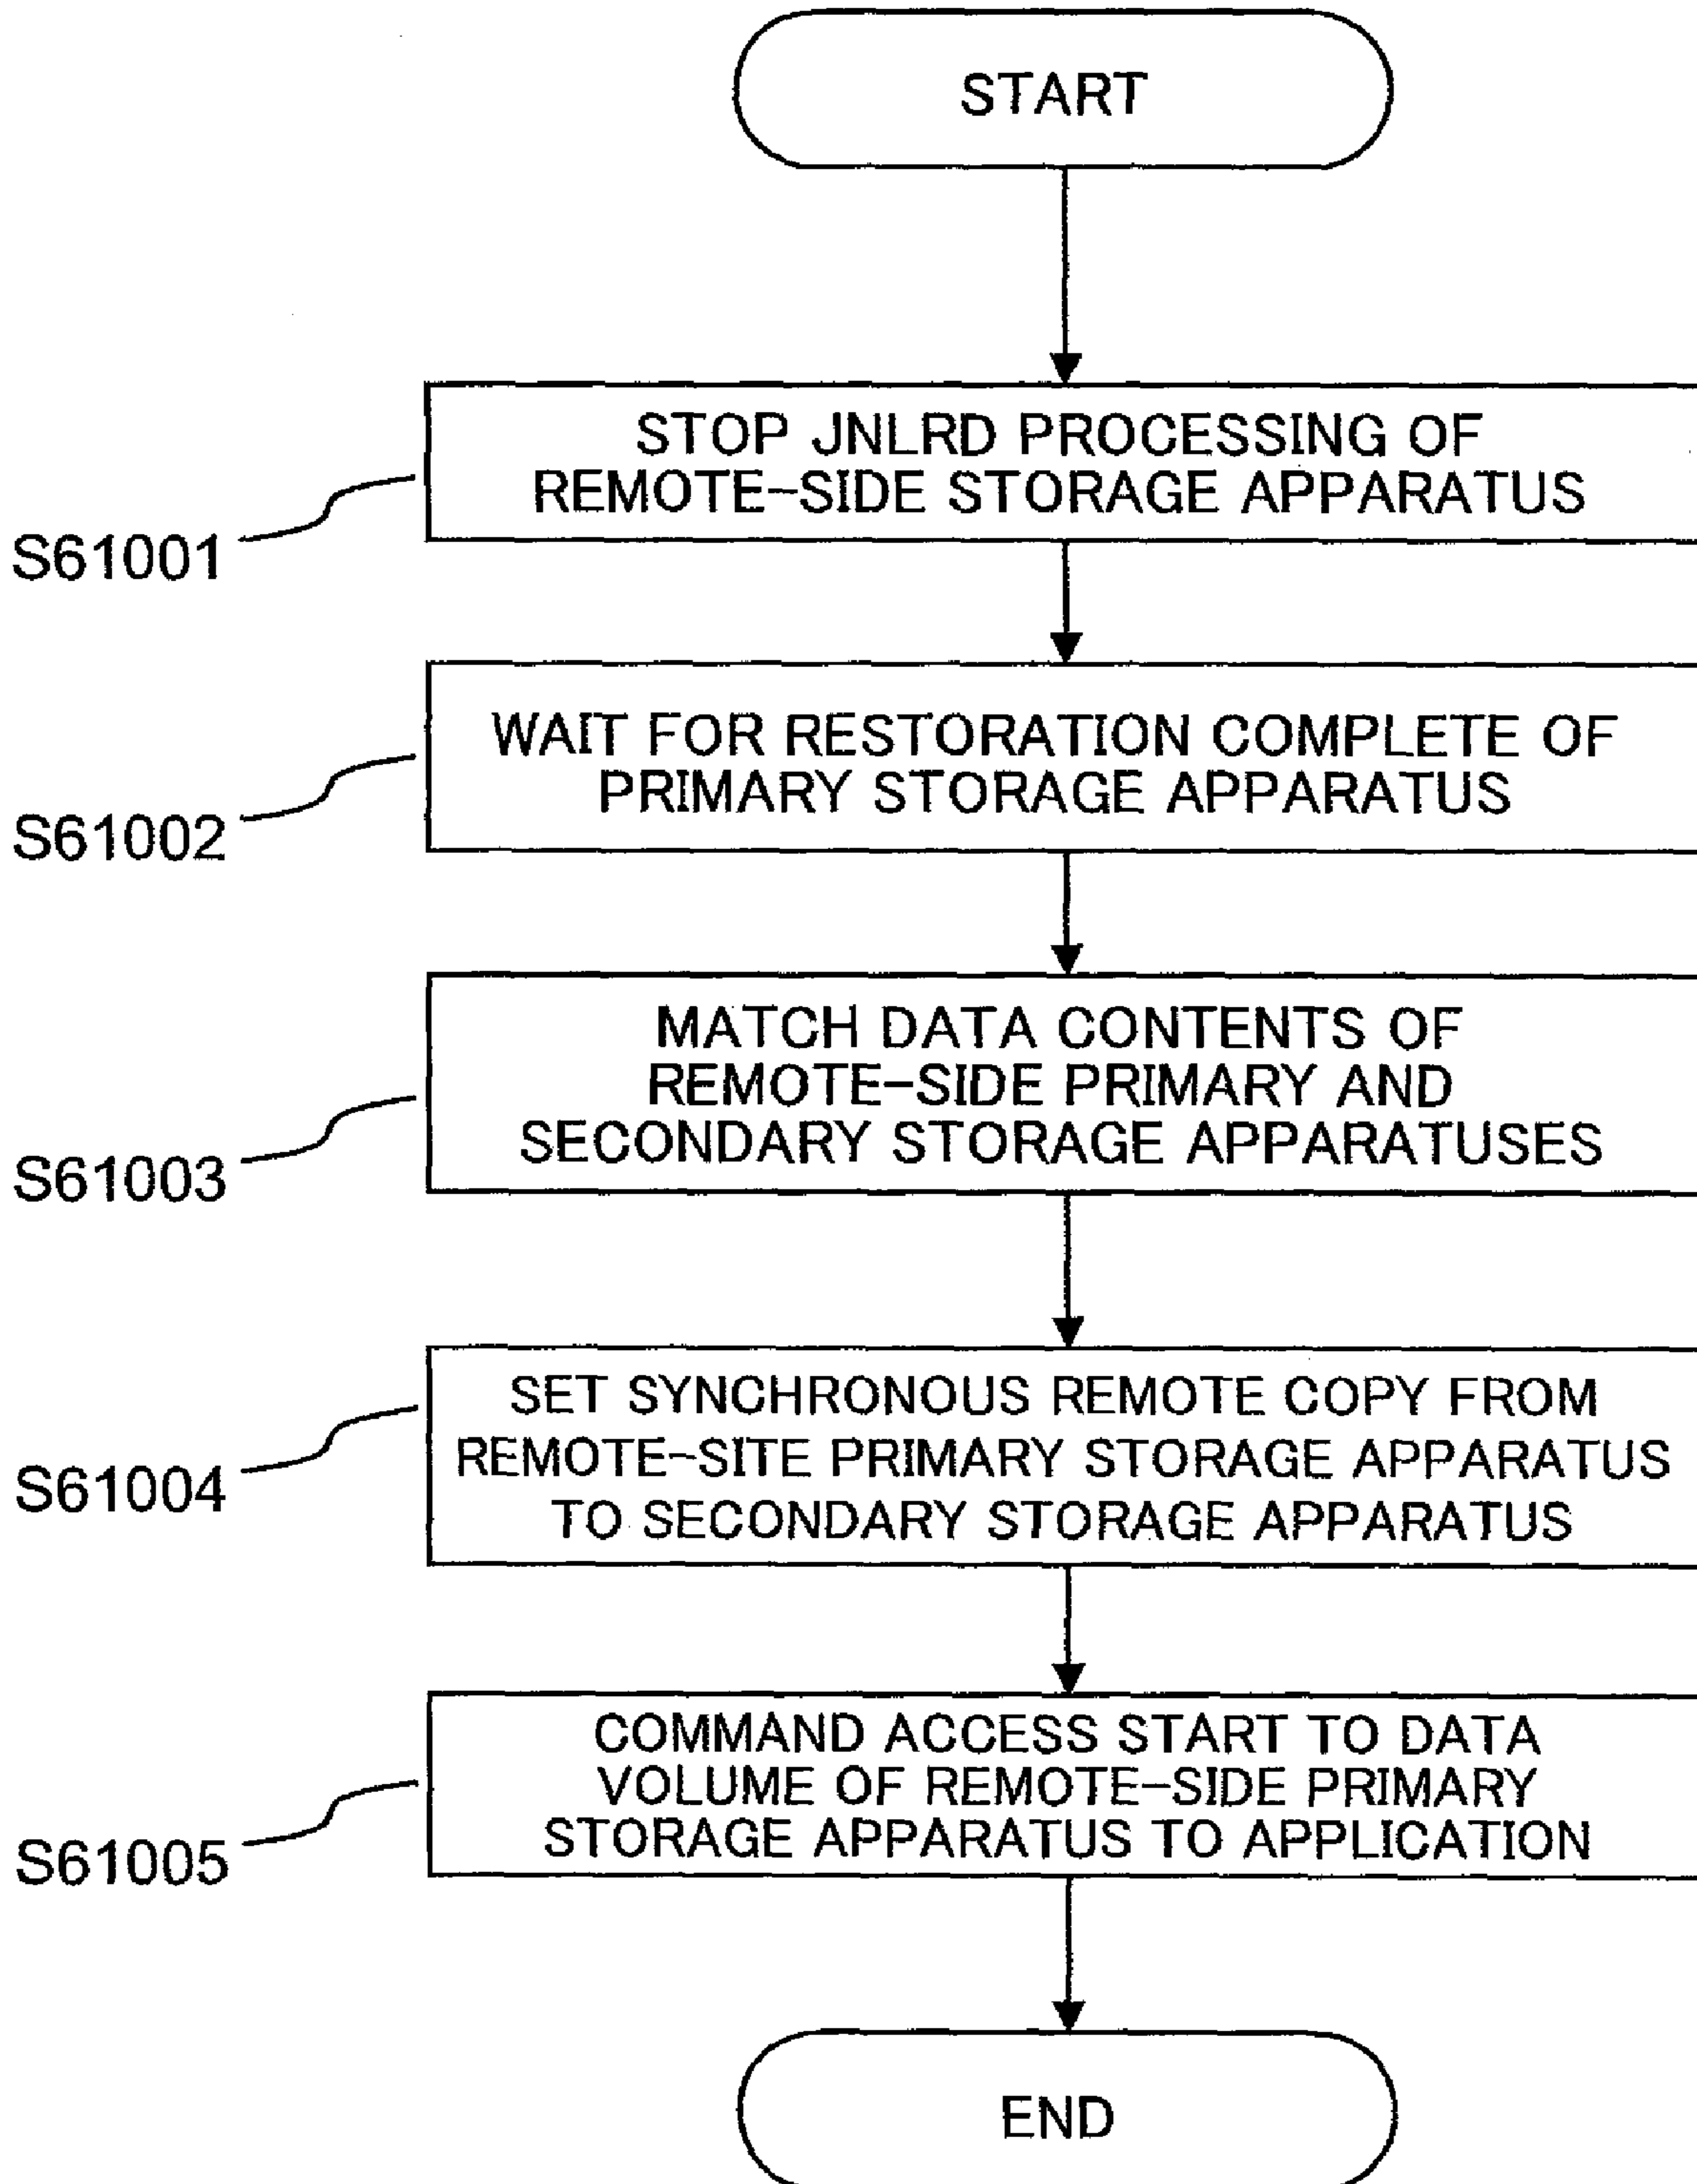 START
STOP JNLRD PROCESSING OF
REMOTE-SIDE STORAGE APPARATUS
S61001
WAIT FOR RESTORATION COMPLETE OF
PRIMARY STORAGE APPARATUS
S61002
MATCH DATA CONTENTS OF
REMOTE-SIDE PRIMARY AND
SECONDARY STORAGE APPARATUSES
S61003
SET SYNCHRONOUS REMOTE COPY FROM
REMOTE-SITE PRIMARY STORAGE APPARATUS
TO SECONDARY STORAGE APPARATUS
S61004
COMMAND ACCESS START TO DATA
VOLUME OF REMOTE-SIDE PRIMARY
STORAGE APPARATUS TO APPLICATION
S61005
END